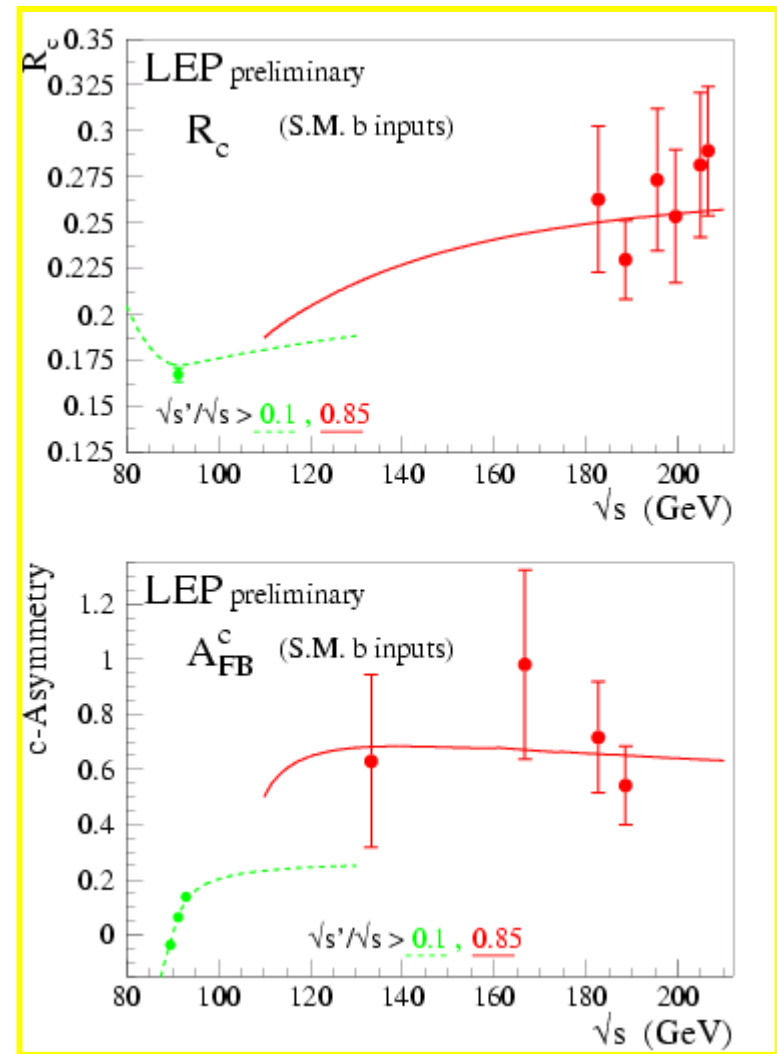 R_c
0.35
0.325
0.3
0.275
0.25
0.225
0.2
0.175
0.15
0.125
LEP preliminary
R_c (S.M. b inputs)
√s’/√s > 0.1 , 0.85
80 100 120 140 160 180 200
√s (GeV)
c-Asymmetry
1.2
1
0.8
0.6
0.4
0.2
0
LEP preliminary
A_FB^c (S.M. b inputs)
√s’/√s > 0.1 , 0.85
80 100 120 140 160 180 200
√s (GeV)